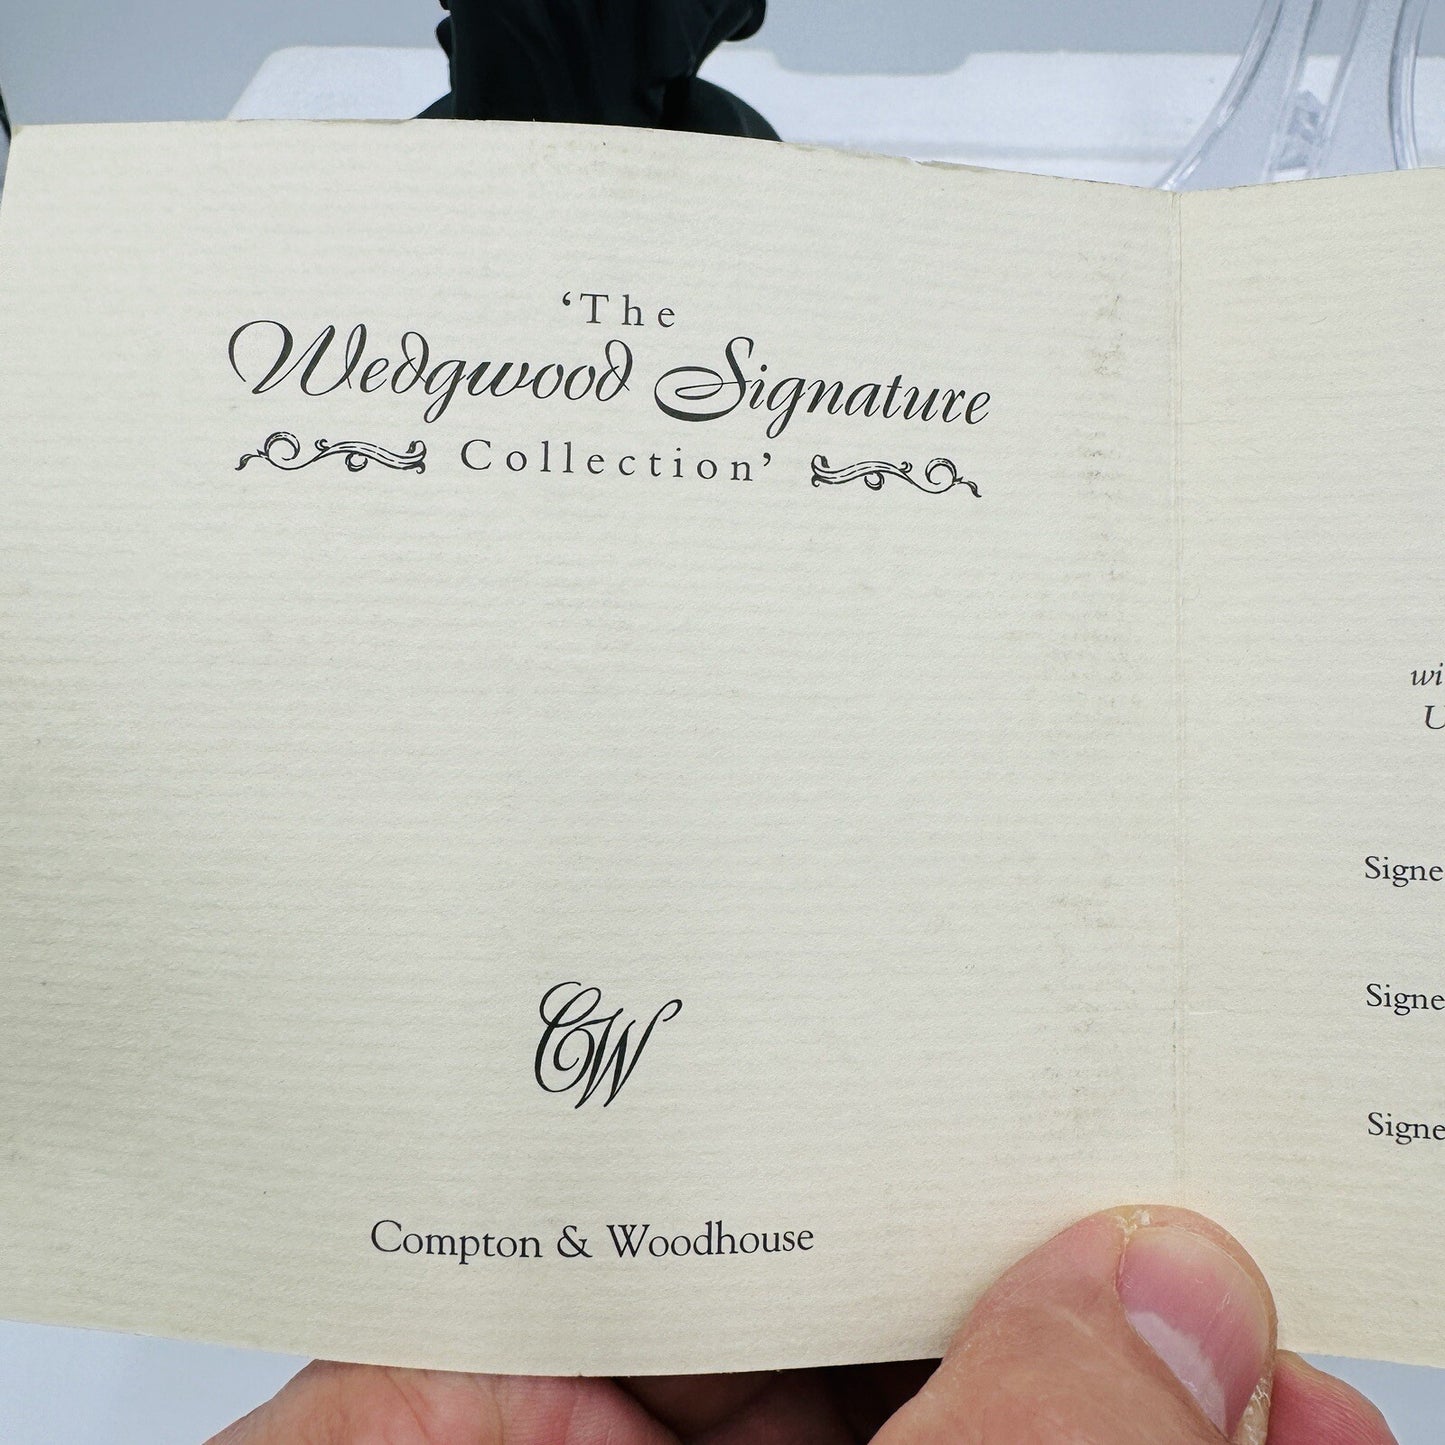 ‘The
Wedgwood Signature
Collection’
CW
Compton & Woodhouse